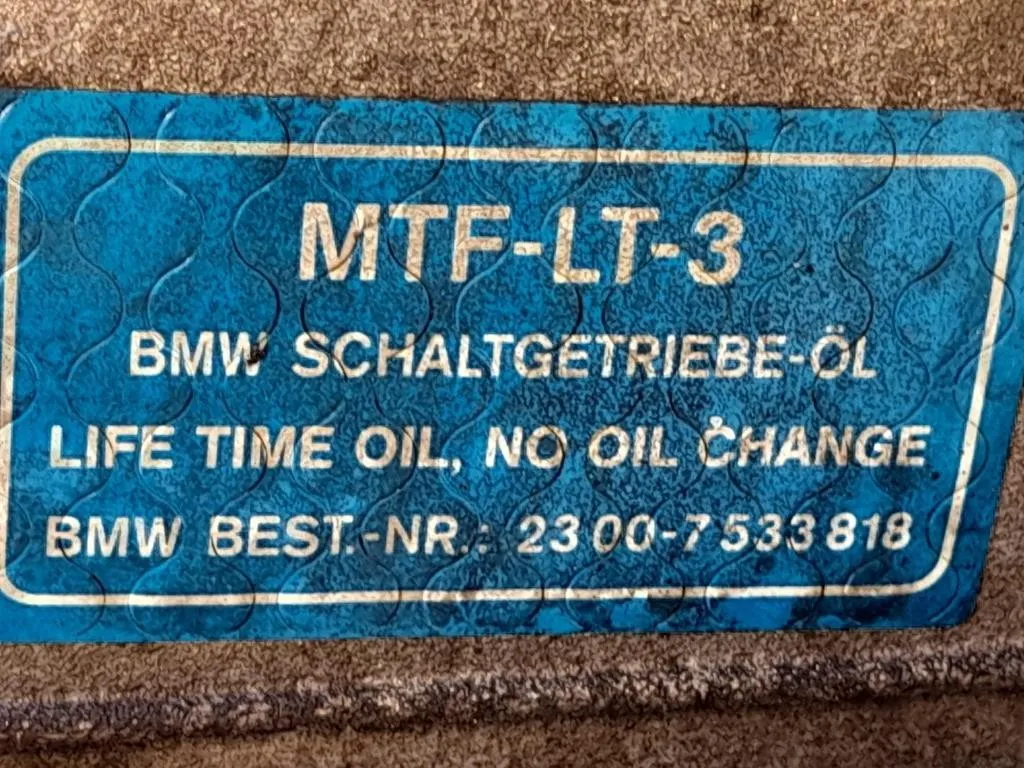 MTF-LT-3
BMW SCHALTGETRIEBE-ÖL
LIFE TIME OIL, NO OIL CHANGE
BMW BEST.-NR.: 23 00-7 533 818